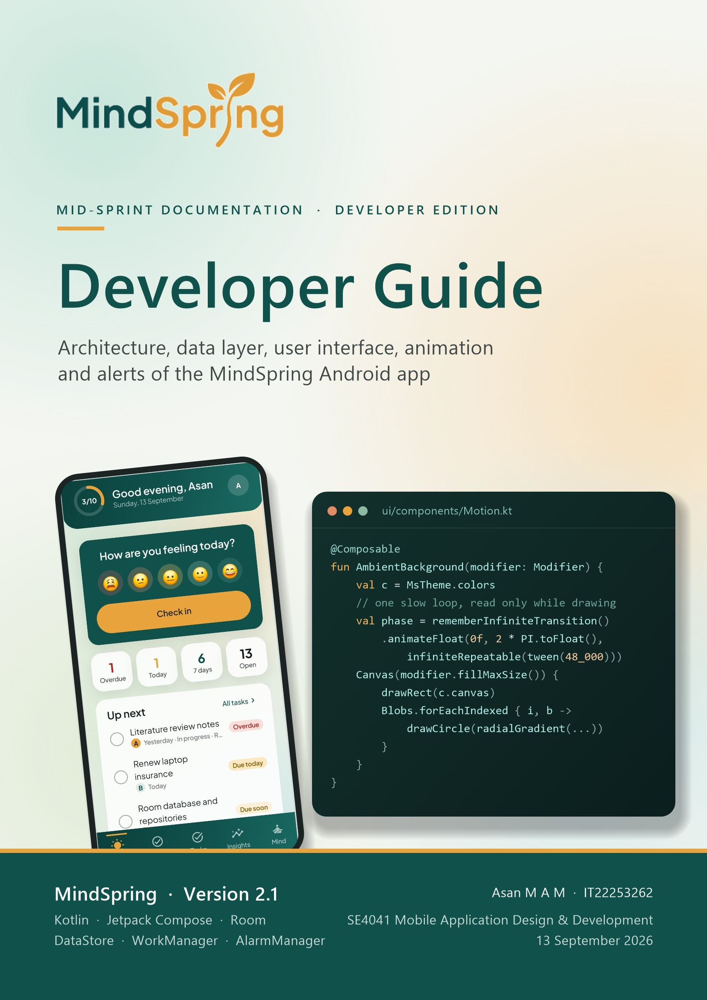 MindSpring
MID-SPRINT DOCUMENTATION · DEVELOPER EDITION
Developer Guide
Architecture, data layer, user interface, animation
and alerts of the MindSpring Android app
3/10
Good evening, Asan
Sunday, 13 September
A
How are you feeling today?
Check in
1
Overdue
1
Today
6
7 days
13
Open
Up next
All tasks >
Literature review notes
Overdue
A Yesterday · In progress · R...
Renew laptop
insurance
Due today
B Today
Room database and
repositories
Due soon
Insights
Mind
ui/components/Motion.kt
@Composable
fun AmbientBackground(modifier: Modifier) {
    val c = MsTheme.colors
    // one slow loop, read only while drawing
    val phase = rememberInfiniteTransition()
        .animateFloat(0f, 2 * PI.toFloat(),
            infiniteRepeatable(tween(48_000)))
    Canvas(modifier.fillMaxSize()) {
        drawRect(c.canvas)
        Blobs.forEachIndexed { i, b ->
            drawCircle(radialGradient(...))
        }
    }
}
MindSpring · Version 2.1
Kotlin · Jetpack Compose · Room
DataStore · WorkManager · AlarmManager
Asan M A M · IT22253262
SE4041 Mobile Application Design & Development
13 September 2026